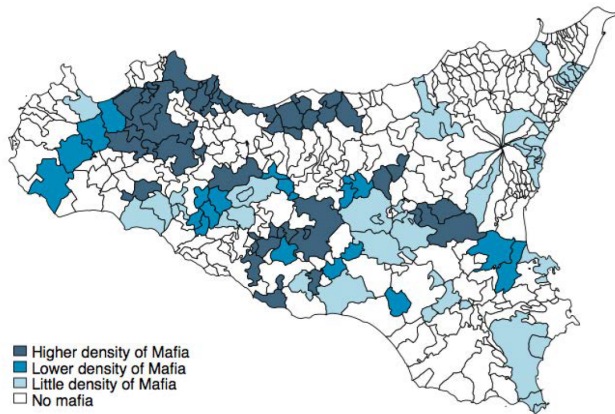 Higher density of Mafia
Lower density of Mafia
Little density of Mafia
No mafia